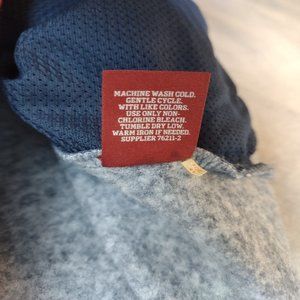 MACHINE WASH COLD.
GENTLE CYCLE.
WITH LIKE COLORS.
USE ONLY NON-
CHLORINE BLEACH.
TUMBLE DRY LOW.
WARM IRON IF NEEDED.
SUPPLIER 76211-2